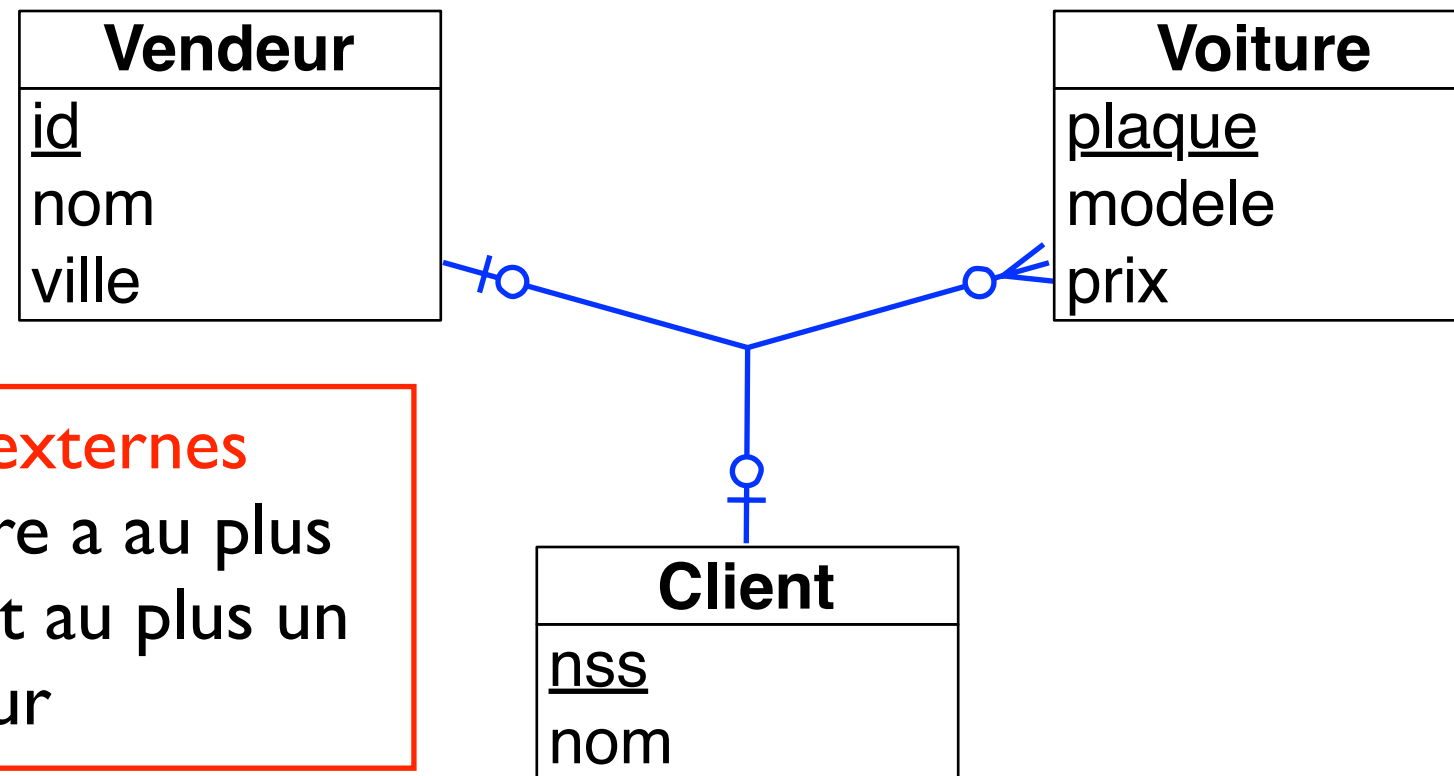 Vendeur
id
nom
ville
Voiture
plaque
modele
prix
externes
re a au plus
t au plus un
ur
Client
nss
nom